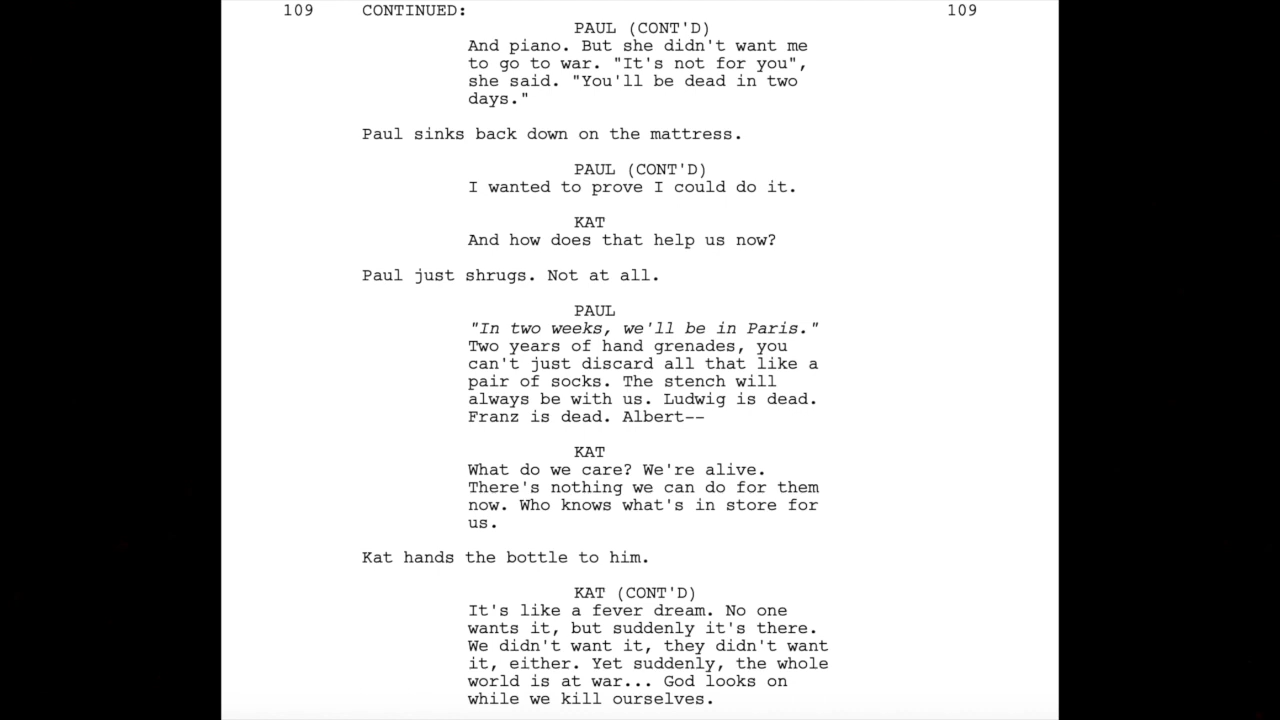 109 CONTINUED: 109
PAUL (CONT'D)
And piano. But she didn't want me
to go to war. "It's not for you",
she said. "You'll be dead in two
days."
Paul sinks back down on the mattress.
PAUL (CONT'D)
I wanted to prove I could do it.
KAT
And how does that help us now?
Paul just shrugs. Not at all.
PAUL
"In two weeks, we'll be in Paris."
Two years of hand grenades, you
can't just discard all that like a
pair of socks. The stench will
always be with us. Ludwig is dead.
Franz is dead. Albert--
KAT
What do we care? We're alive.
There's nothing we can do for them
now. Who knows what's in store for
us.
Kat hands the bottle to him.
KAT (CONT'D)
It's like a fever dream. No one
wants it, but suddenly it's there.
We didn't want it, they didn't want
it, either. Yet suddenly, the whole
world is at war... God looks on
while we kill ourselves.